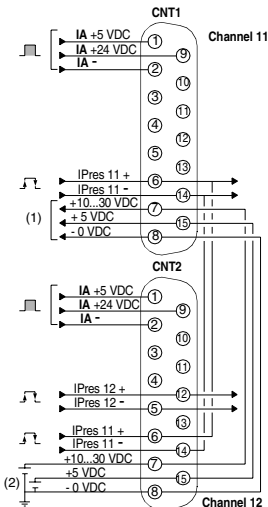 CNT1
Channel 11
IA +5 VDC
1
IA +24 VDC
9
IA -
2
10
3
11
4
12
5
13
IPres 11 +
6
IPres 11 -
14
+10...30 VDC
7
(1)
+ 5 VDC
15
- 0 VDC
8
CNT2
IA +5 VDC
1
IA +24 VDC
9
IA -
2
10
3
11
4
IPres 12 +
12
IPres 12 -
5
13
IPres 11 +
6
IPres 11 -
14
+10...30 VDC
7
(2)
+5 VDC
15
- 0 VDC
8
Channel 12